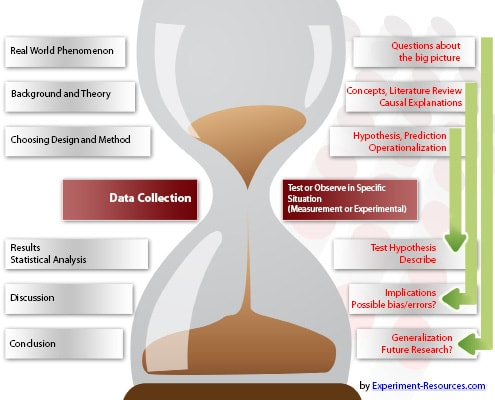 Real World Phenomenon
Questions about
the big picture
Background and Theory
Concepts, Literature Review
Causal Explanations
Choosing Design and Method
Hypothesis, Prediction
Operationalization
Data Collection
Test or Observe in Specific
Situation
(Measurement or Experimental)
Results
Statistical Analysis
Test Hypothesis
Describe
Discussion
Implications
Possible bias/errors?
Conclusion
Generalization
Future Research?
by Experiment-Resources.com